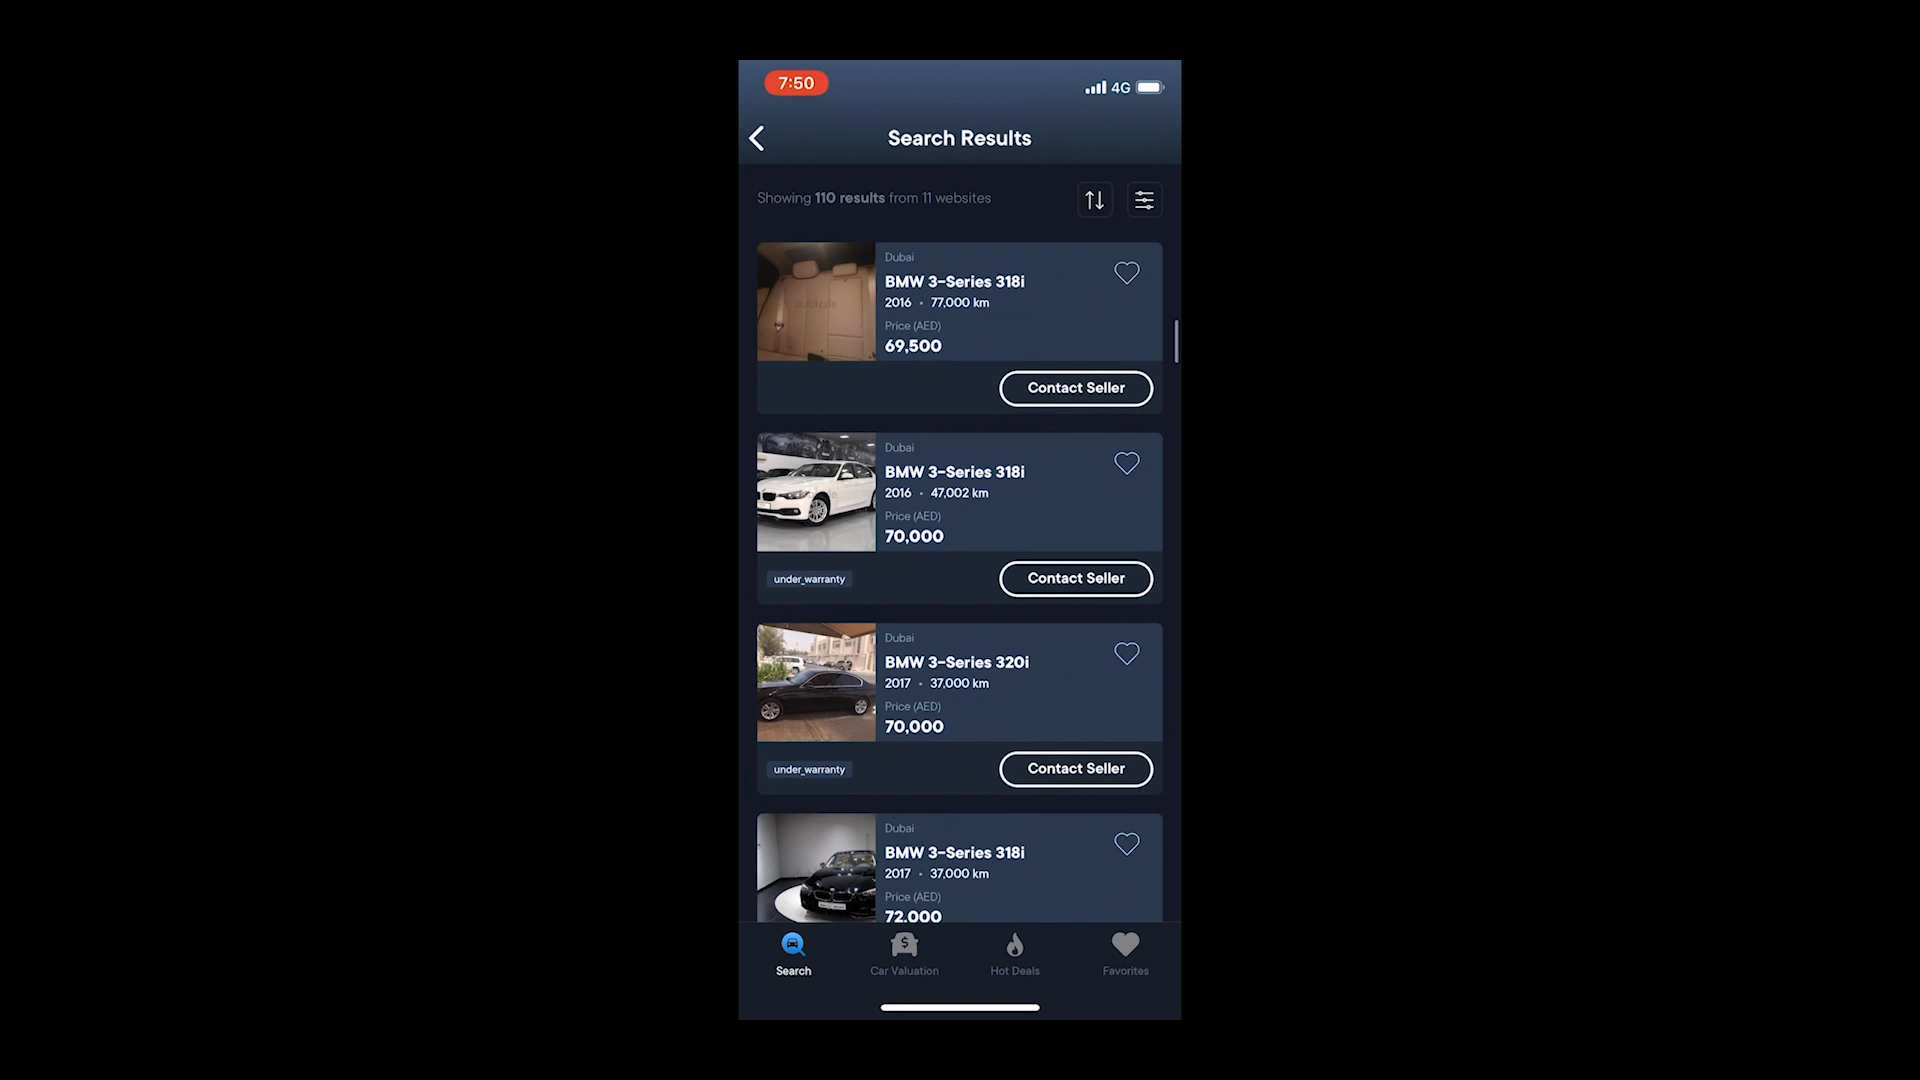 7:50
4G
Search Results
Showing 110 results from 11 websites
Dubai
BMW 3-Series 318i
2016 • 77,000 km
Price (AED)
69,500
dubizzle
Contact Seller
Dubai
BMW 3-Series 318i
2016 • 47,002 km
Price (AED)
70,000
under_warranty
Contact Seller
Dubai
BMW 3-Series 320i
2017 • 37,000 km
Price (AED)
70,000
under_warranty
Contact Seller
Dubai
BMW 3-Series 318i
2017 • 37,000 km
Price (AED)
72,000
Search
Car Valuation
Hot Deals
Favorites